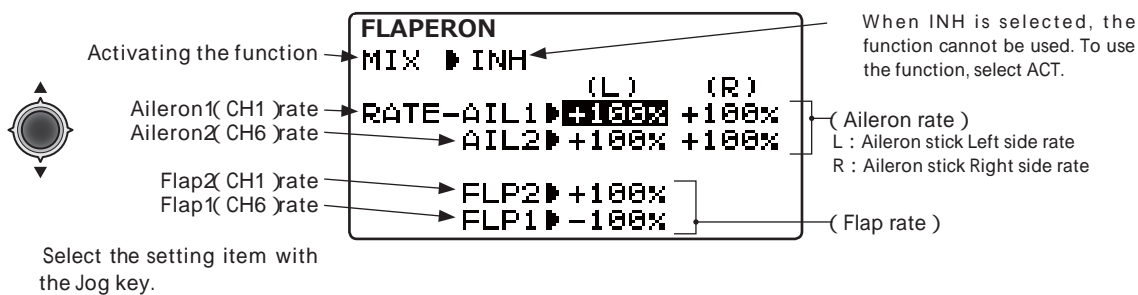 FLAPERON
Activating the function
MIX INH
When INH is selected, the
function cannot be used. To use
the function, select ACT.
(L) (R)
Aileron1( CH1 )rate
RATE-AIL1 +100% +100%
Aileron2( CH6 )rate
AIL2 +100% +100%
( Aileron rate )
L : Aileron stick Left side rate
R : Aileron stick Right side rate
Flap2( CH1 )rate
FLP2 +100%
Flap1( CH6 )rate
FLP1 -100%
( Flap rate )
Select the setting item with
the Jog key.